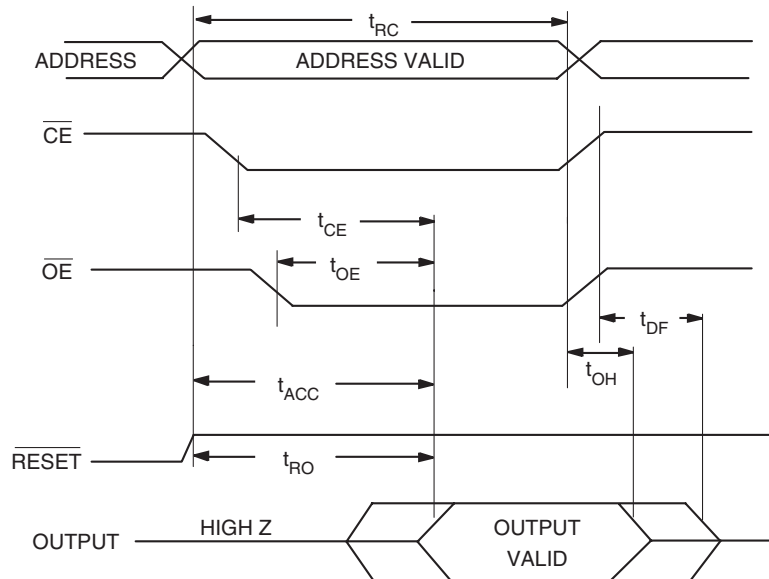 tRC
ADDRESS ADDRESS VALID
CE
tCE
OE tOE
tDF
tOH
tACC
RESET
tRO
HIGH Z OUTPUT
OUTPUT VALID